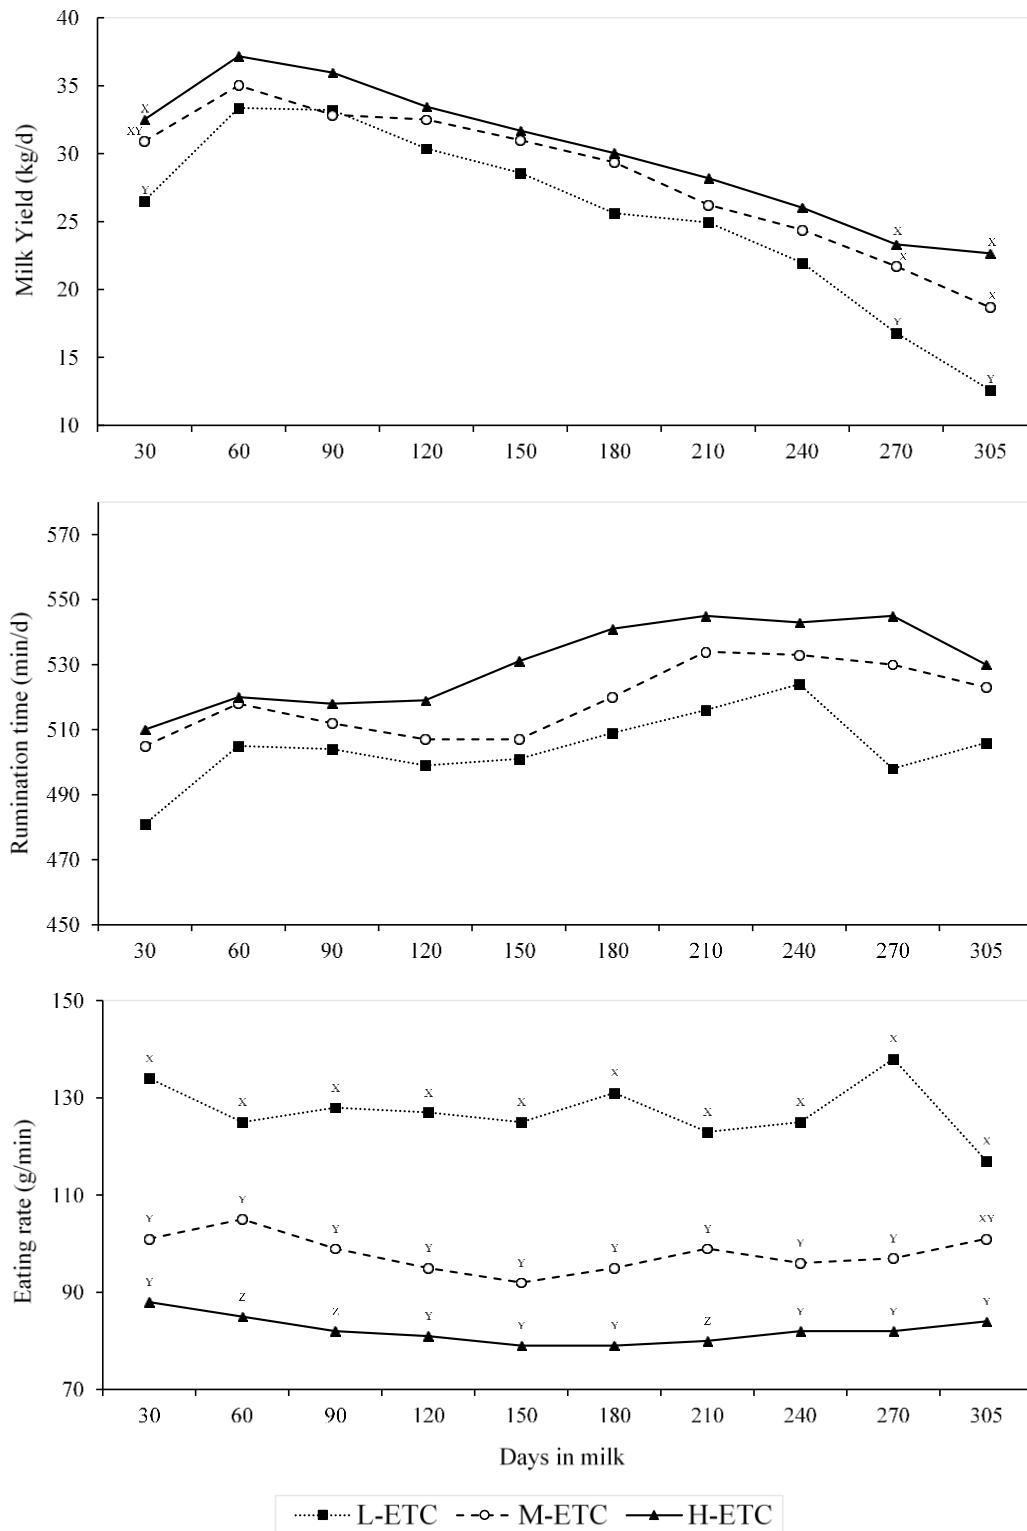 40
35
30
25
20
15
10
Milk Yield (kg/d)
X
XY
Y
X
X
Y
X
X
Y
30 60 90 120 150 180 210 240 270 305
570
550
530
510
490
470
450
Rumination time (min/d)
30 60 90 120 150 180 210 240 270 305
150
130
110
90
70
Eating rate (g/min)
X X X X X X X X X X
Y Y Y Y Y Y Y Y Y XY
Y Z Z Y Y Y Z Y Y Y
30 60 90 120 150 180 210 240 270 305
Days in milk
L-ETC M-ETC H-ETC